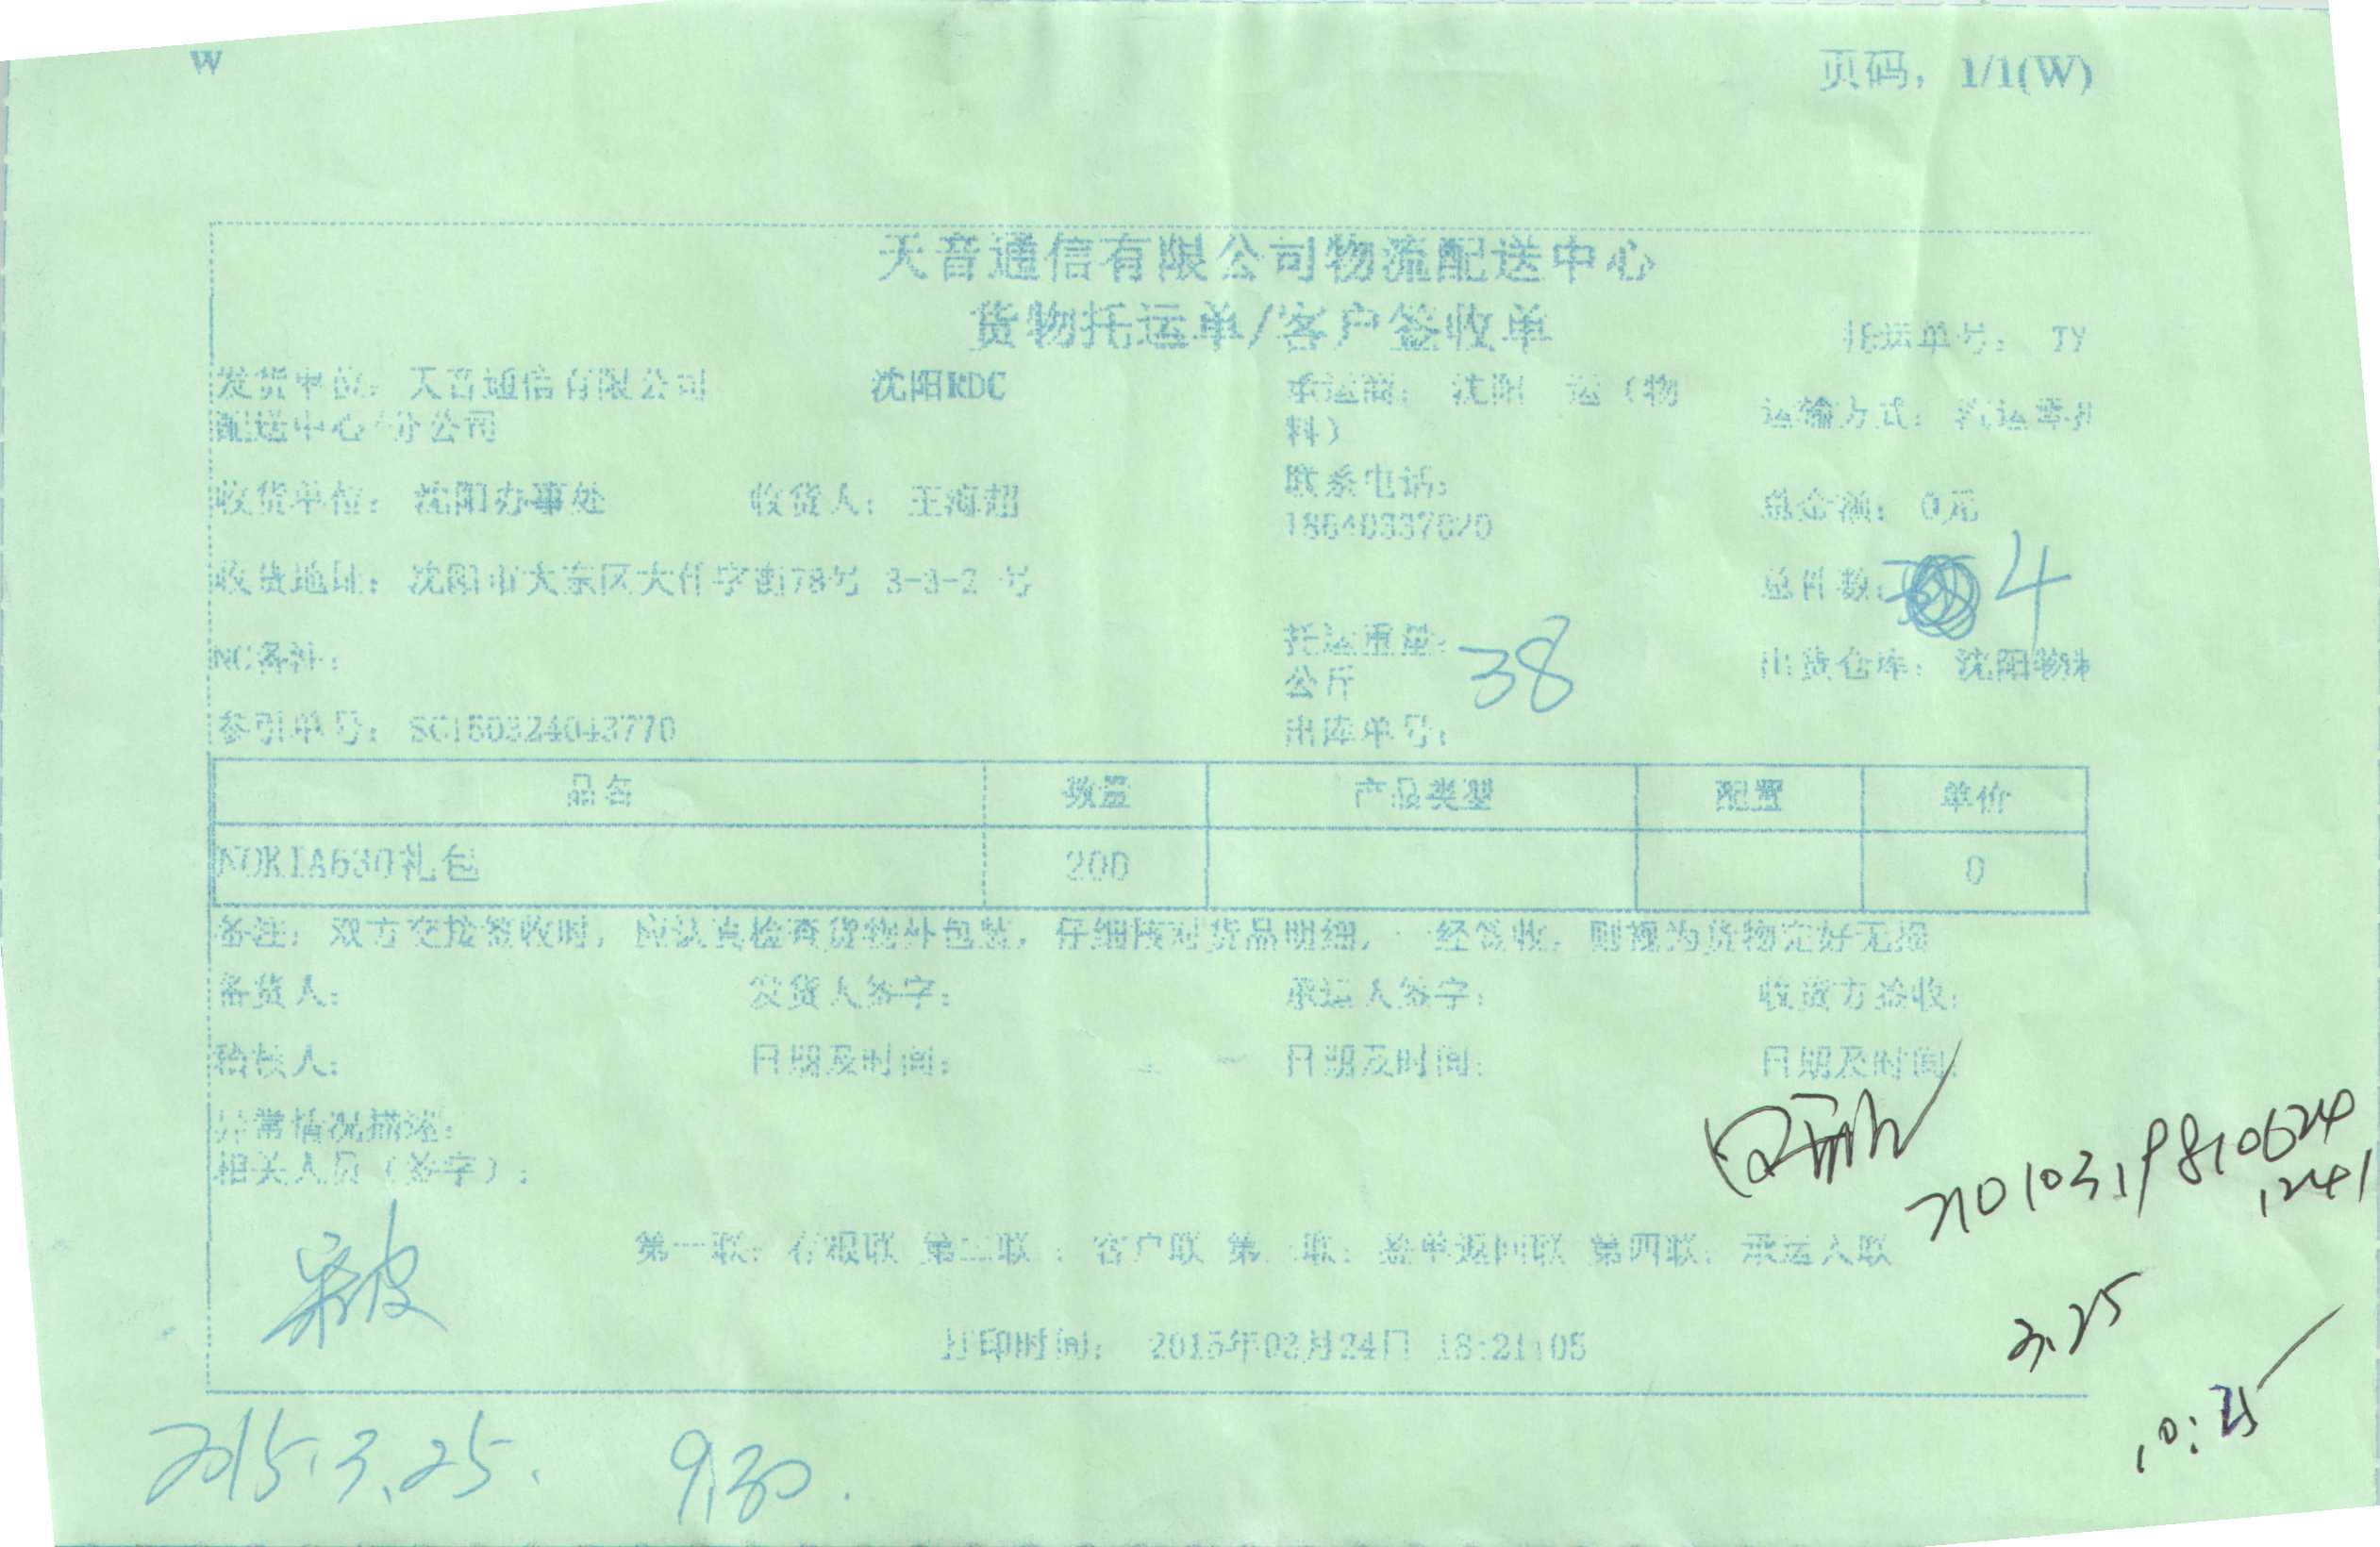 W
页码, 1/1(W)
天音通信有限公司物流配送中心
货物托运单/客户签收单
托运单号: TY
发货单位: 天音通信有限公司 沈阳RDC
配送中心/分公司
承运商: 沈阳 运(物
料)
运输方式: 汽运零担
收货单位: 沈阳办事处 收货人: 王海超
联系电话:
18640337070
总金额: 0元
收货地址: 沈阳市大东区大什字街78号 3-3-2 号
总件数: 4
NC备注:
托运重量: 38
公斤
出货仓库: 沈阳物料
参引单号: SC150324043770
出库单号:
品名 数量 产品类型 配置 单价
NOKIA630礼包 200 0
备注: 双方交接签收时, 应认真检查货物外包装, 仔细核对货品明细, 一经签收, 则视为货物完好无损
备货人: 发货人签字: 承运人签字: 收货方签收:
稽核人: 日期及时间: 日期及时间: 日期及时间:
异常情况描述:
相关人员(签字):
210103198106241241
第一联: 存根联 第二联: 客户联 第三联: 签单返回联 第四联: 承运人联
3.25
打印时间: 2015年03月24日 18:21:05
10:25
2015.3.25. 9:30.